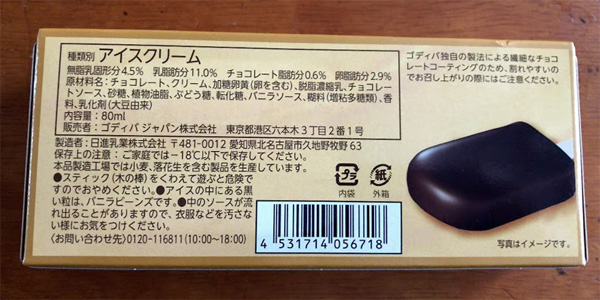 種類別 アイスクリーム
無脂乳固形分4.5% 乳脂肪分11.0% チョコレート脂肪分0.6% 卵脂肪分2.9%
原材料名：チョコレート、クリーム、加糖卵黄(卵を含む)、脱脂濃縮乳、チョコレ
ートソース、砂糖、植物油脂、ぶどう糖、転化糖、バニラソース、糊料(増粘多糖類)、香
料、乳化剤(大豆由来)
内容量：80ml
販売者：ゴディバ ジャパン株式会社 東京都港区六本木3丁目2番1号
製造者：日進乳業株式会社 〒481-0012 愛知県北名古屋市久地野牧野63
保存上の注意：ご家庭では−18℃以下で保存してください。
本品製造工場では小麦、落花生を含む製品を生産しています。
●スティック(木の棒)をくわえて遊ぶと危険で
すのでおやめください。●アイスの中にある黒
い粒は、バニラビーンズです。●中のソースが流
れ出ることがありますので、衣服などを汚さな
い様にお気をつけください。
〈お問い合わせ先〉0120-116811(10:00〜18:00)
プラ
内袋
紙
外箱
4 531714 056718
ゴディバ独自の製法による繊細なチョコ
レートコーティングのため、割れやすいの
でお召し上がりの際にはご注意ください。
写真はイメージです。